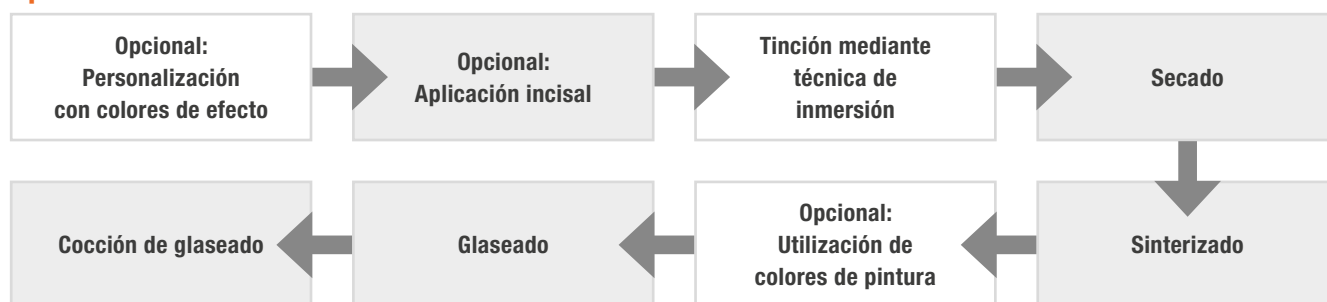 Opcional:
Personalización
con colores de efecto
Opcional:
Aplicación incisal
Tinción mediante
técnica de
inmersión
Secado
Cocción de glaseado
Glaseado
Opcional:
Utilización de
colores de pintura
Sinterizado